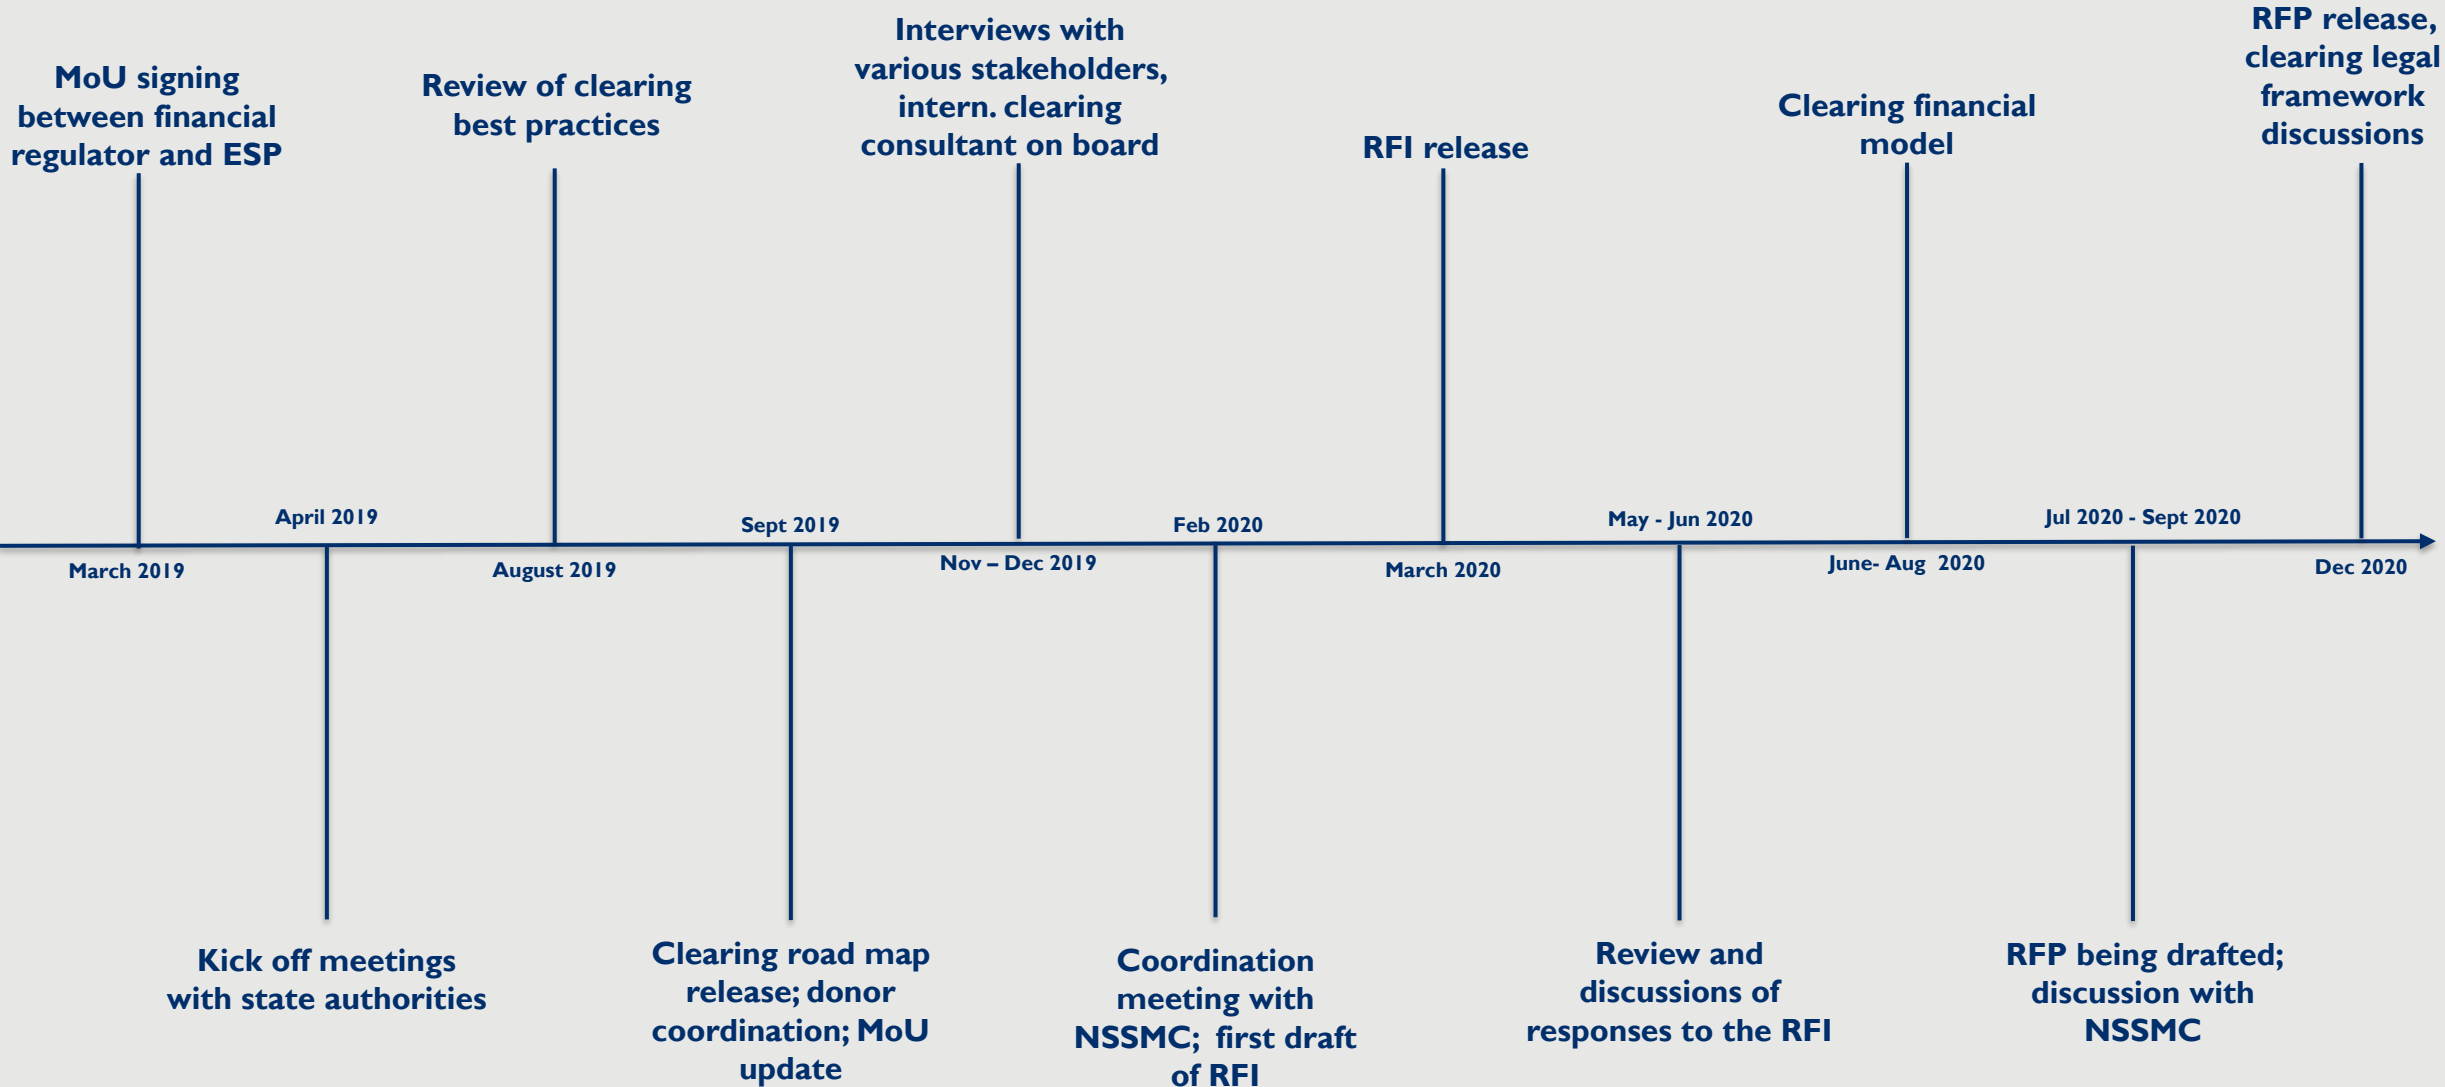 MoU signing
between financial
regulator and ESP
Review of clearing
best practices
Interviews with
various stakeholders,
intern. clearing
consultant on board
RFI release
Clearing financial
model
RFP release,
clearing legal
framework
discussions
April 2019
Sept 2019
Feb 2020
May - Jun 2020
Jul 2020 - Sept 2020
March 2019
August 2019
Nov – Dec 2019
March 2020
June- Aug  2020
Dec 2020
Kick off meetings
with state authorities
Clearing road map
release; donor
coordination; MoU
update
Coordination
meeting with
NSSMC;  first draft
of RFI
Review and
discussions of
responses to the RFI
RFP being drafted;
discussion with
NSSMC